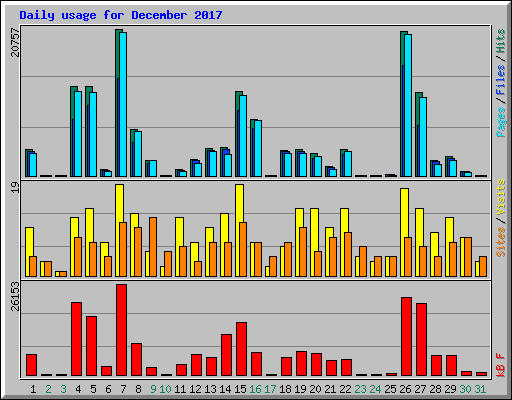 Daily usage for December 2017
20757
Pages / Files / Hits
19
Sites / Visits
26153
kB F
1 2 3 4 5 6 7 8 9 10 11 12 13 14 15 16 17 18 19 20 21 22 23 24 25 26 27 28 29 30 31